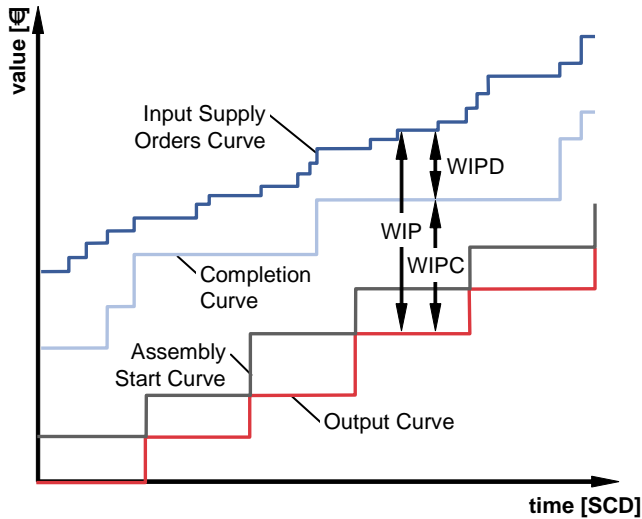 value [€]
Input Supply
Orders Curve
WIPD
WIP
WIPC
Completion
Curve
Assembly
Start Curve
Output Curve
time [SCD]